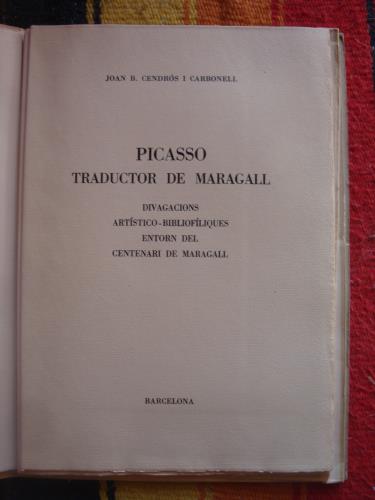 JOAN B. CENDRÓS I CARBONELL
PICASSO
TRADUCTOR DE MARAGALL
DIVAGACIONS
ARTÍSTICO-BIBLIOFÍLIQUES
ENTORN DEL
CENTENARI DE MARAGALL
BARCELONA